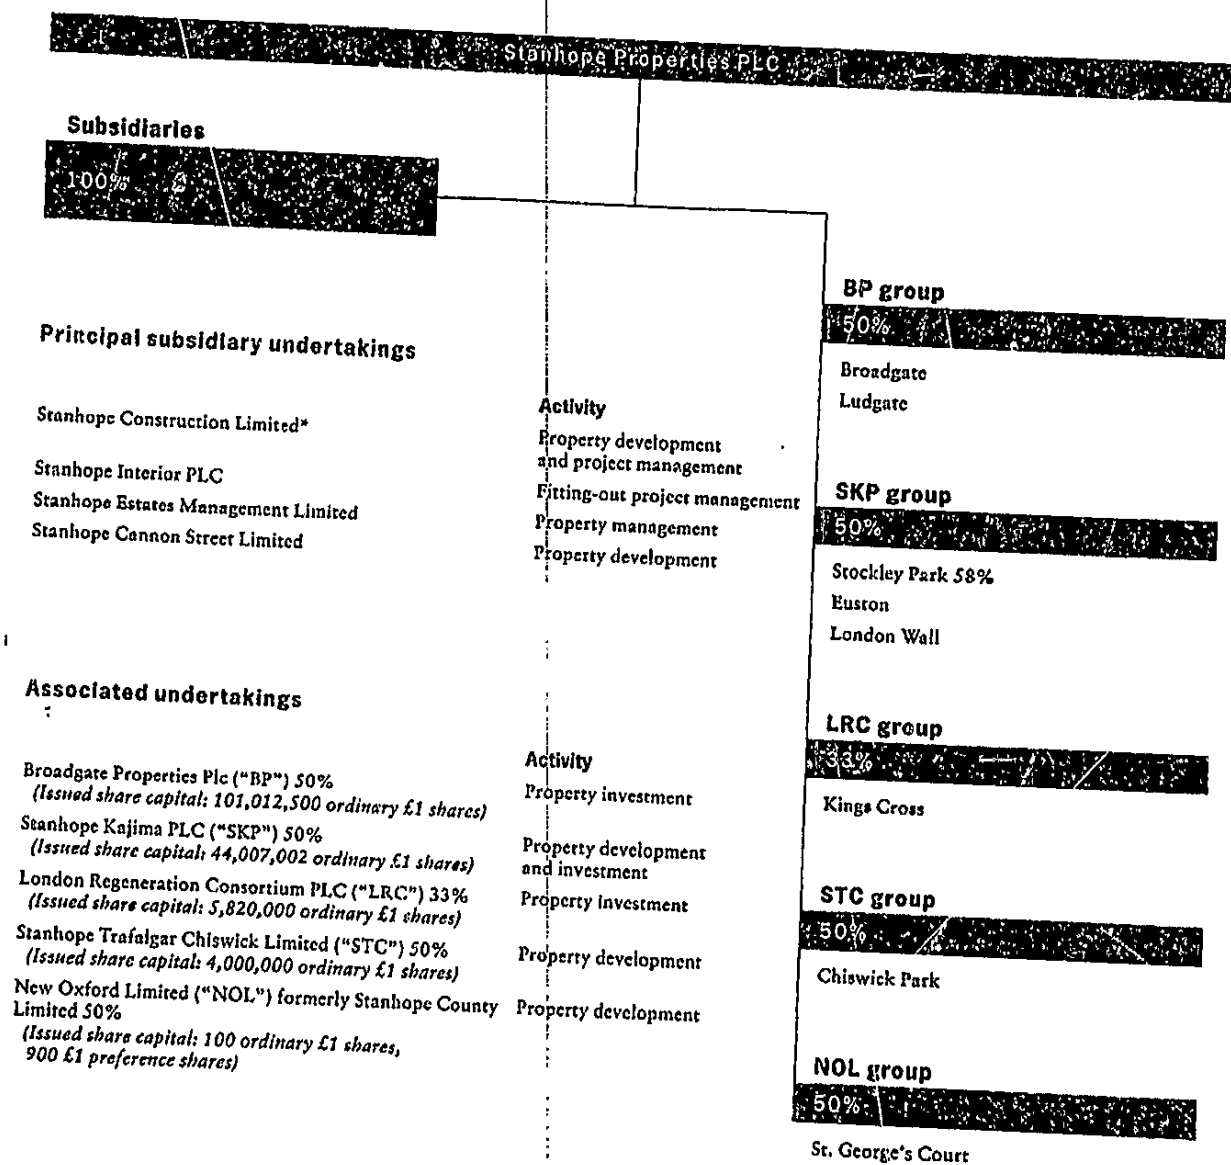 Stanhope Properties PLC
Subsidiaries
100%
Principal subsidiary undertakings
Activity
Stanhope Construction Limited*
Property development
and project management
Stanhope Interior PLC
Fitting-out project management
Stanhope Estates Management Limited
Property management
Stanhope Cannon Street Limited
Property development
Associated undertakings
Activity
Broadgate Properties Plc (“BP”) 50%
Property investment
(Issued share capital: 101,012,500 ordinary £1 shares)
Stanhope Kajima PLC (“SKP”) 50%
Property development
and investment
(Issued share capital: 44,007,002 ordinary £1 shares)
London Regeneration Consortium PLC (“LRC”) 33%
Property investment
(Issued share capital: 5,820,000 ordinary £1 shares)
Stanhope Trafalgar Chiswick Limited (“STC”) 50%
Property development
(Issued share capital: 4,000,000 ordinary £1 shares)
New Oxford Limited (“NOL”) formerly Stanhope County
Limited 50%
Property development
(Issued share capital: 100 ordinary £1 shares,
900 £1 preference shares)
BP group
50%
Broadgate
Ludgate
SKP group
50%
Stockley Park 58%
Euston
London Wall
LRC group
33%
Kings Cross
STC group
50%
Chiswick Park
NOL group
50%
St. George's Court